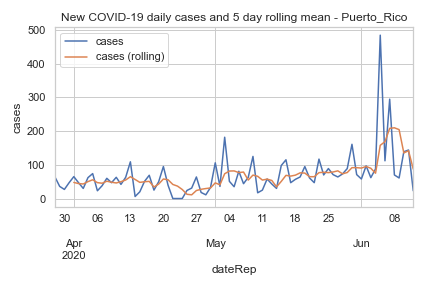 New COVID-19 daily cases and 5 day rolling mean - Puerto_Rico
500
400
300
200
100
0
cases
cases
cases (rolling)
30 06 13 20 27 04 11 18 25 08
Apr May Jun
2020
dateRep